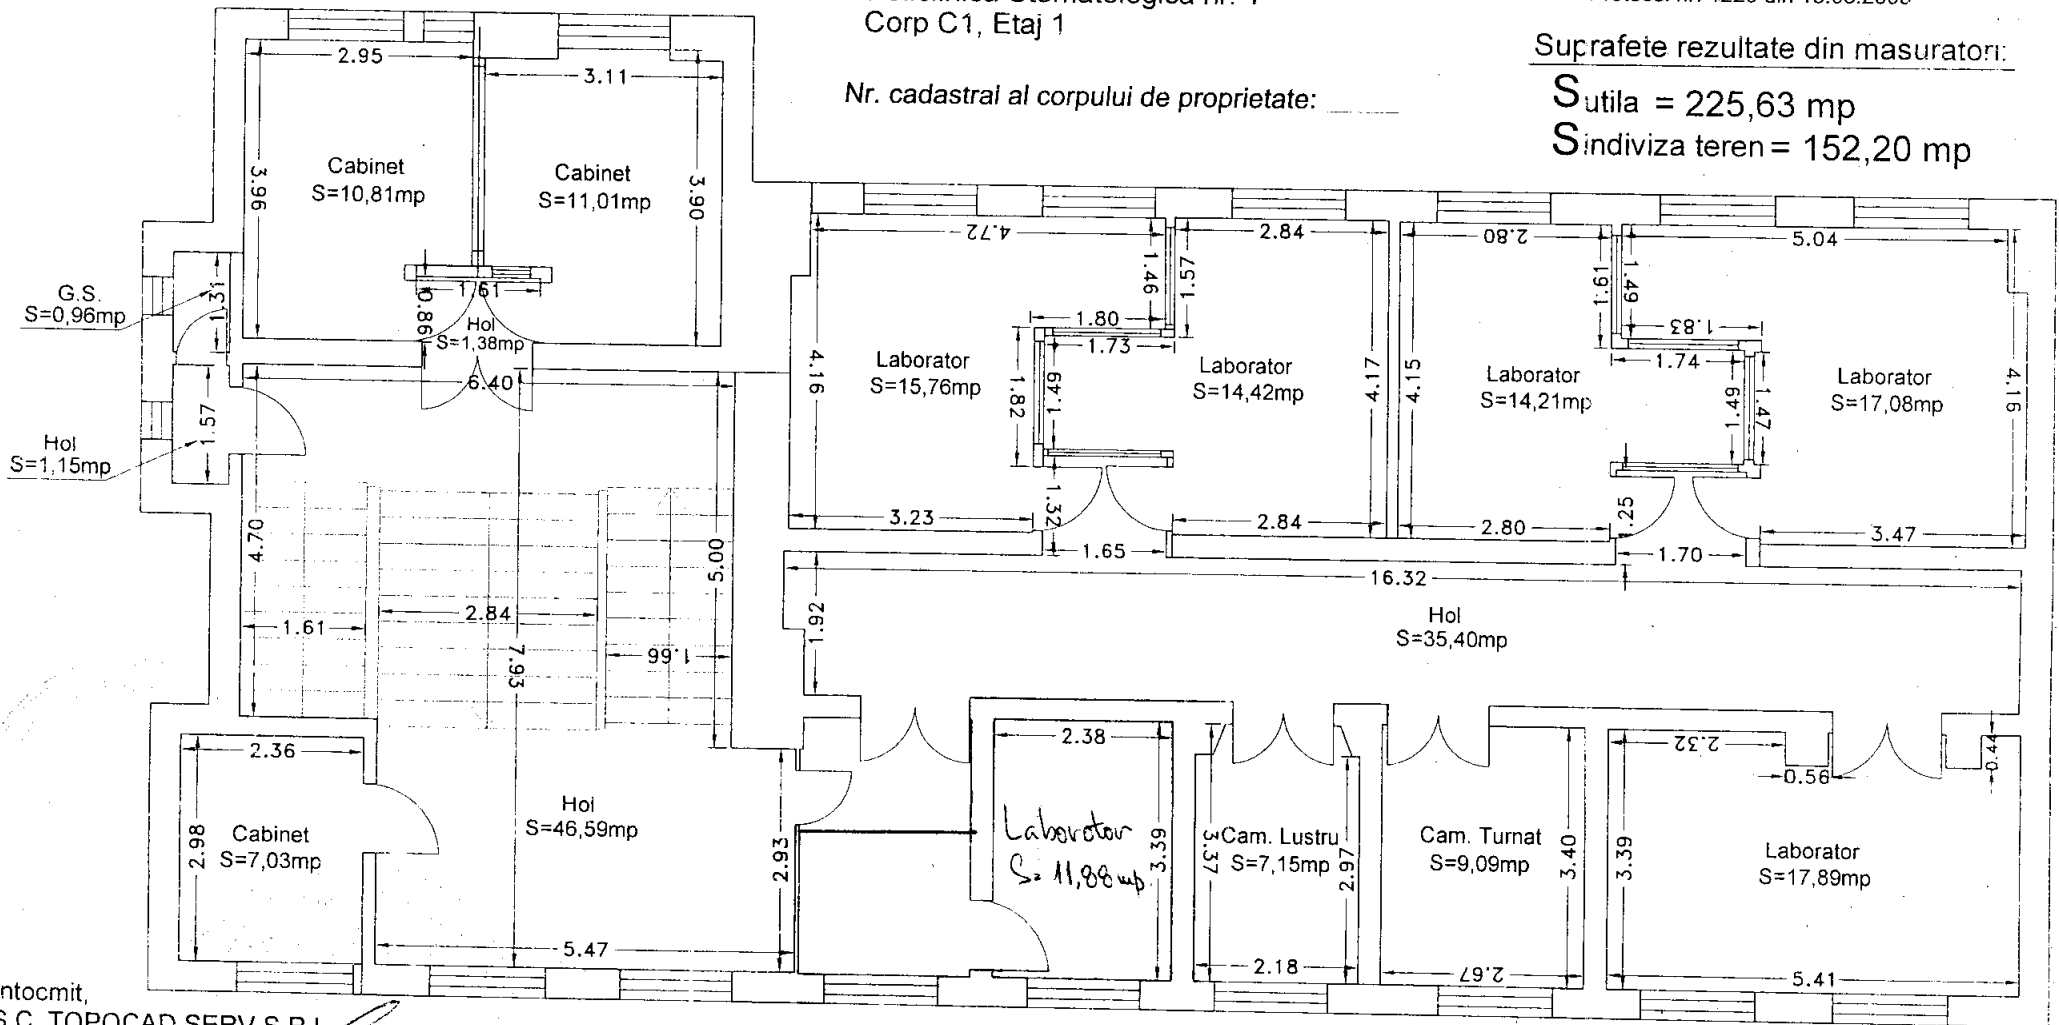 Corp C1, Etaj 1
Nr. cadastral al corpului de proprietate:
Suprafete rezultate din masuratori:
Sutila = 225,63 mp
Sindiviza teren = 152,20 mp
2.95
3.11
Cabinet
S=10,81mp
3.96
Cabinet
S=11,01mp
3.90
1.61
0.86
Hol
S=1,38mp
G.S.
S=0,96mp
1.31
Hol
S=1,15mp
1.57
6.40
4.70
5.00
1.61
2.84
1.66
7.93
4.72
1.46
1.57
2.84
1.80
1.73
Laborator
S=15,76mp
4.16
1.82
1.49
Laborator
S=14,42mp
4.17
3.23
1.32
1.65
2.84
2.80
1.61
1.49
5.04
1.83
1.74
4.15
Laborator
S=14,21mp
1.49
1.47
Laborator
S=17,08mp
4.16
2.80
.25
1.70
3.47
16.32
1.92
Hol
S=35,40mp
2.36
2.98
Cabinet
S=7,03mp
Hol
S=46,59mp
2.93
5.47
2.38
Laborator
S=11,88mp
3.39
3.37
Cam. Lustru
S=7,15mp
2.97
2.18
Cam. Turnat
S=9,09mp
3.40
2.67
2.32
0.56
0.44
3.39
Laborator
S=17,89mp
5.41
ntocmit,
S.C. TOPOCAD SERV S.R.L.